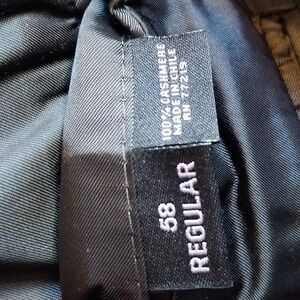 100% CASHMERE
MADE IN CHILE
RN 77219
58
REGULAR